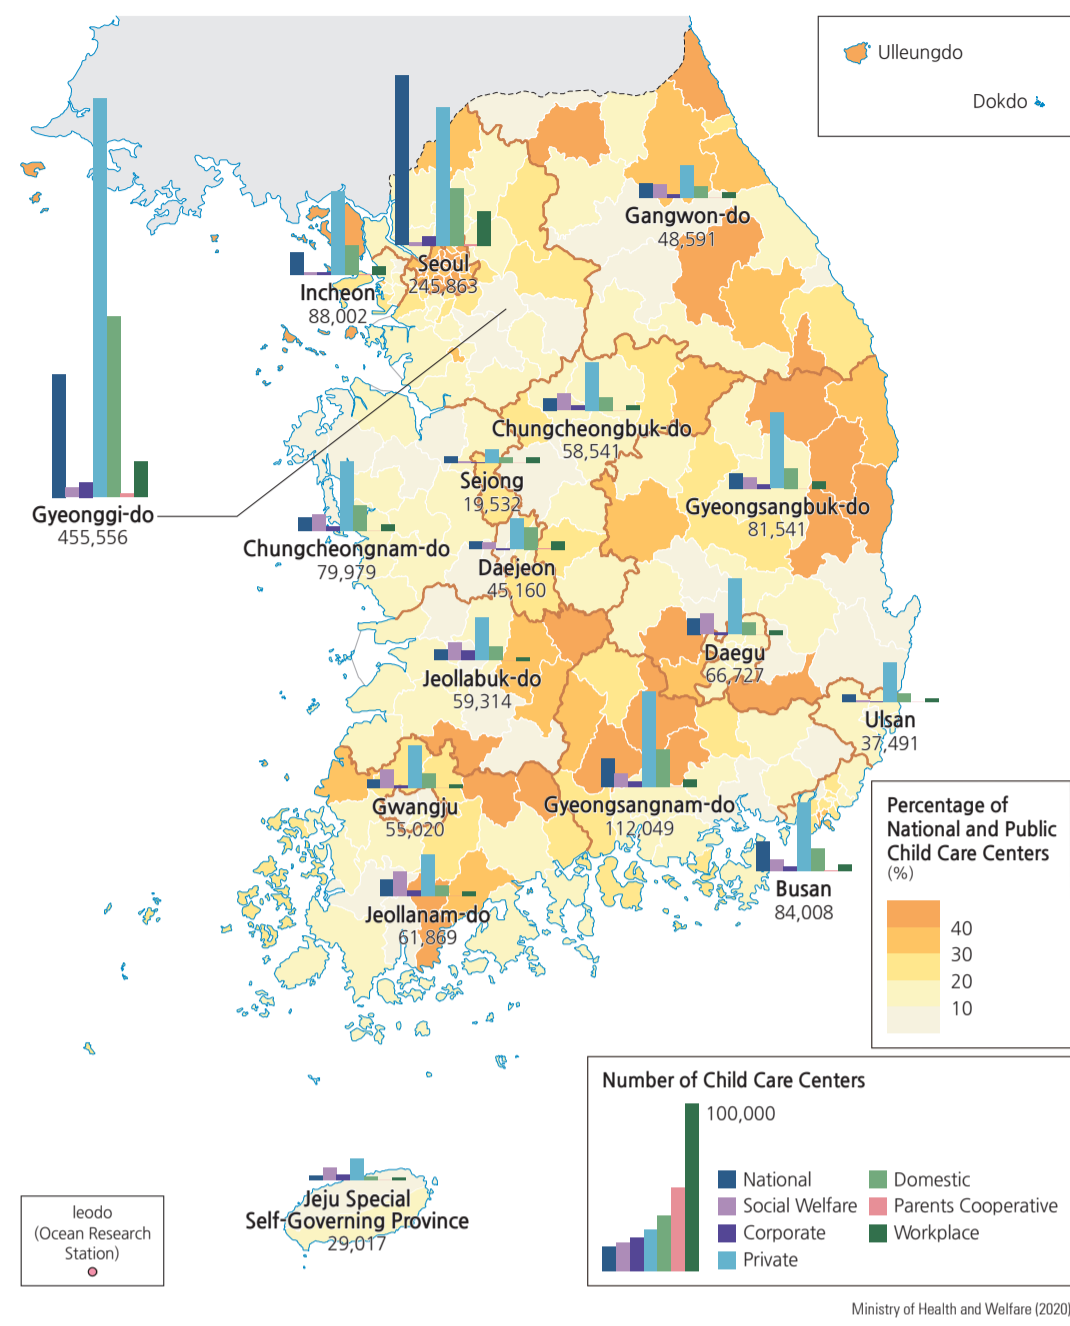 Ulleungdo
Dokdo
Gangwon-do
48,591
Seoul
245,863
Incheon
88,002
Chungcheongbuk-do
58,541
Sejong
19,532
Gyeonggi-do
455,556
Gyeongsangbuk-do
81,541
Chungcheongnam-do
79,979
Daejeon
45,160
Daegu
66,727
Jeollabuk-do
59,314
Ulsan
37,491
Gwangju
55,020
Gyeongsangnam-do
112,049
Busan
84,008
Jeollanam-do
61,869
Percentage of
National and Public
Child Care Centers
(%)
40
30
20
10
Number of Child Care Centers
100,000
National
Social Welfare
Corporate
Private
Domestic
Parents Cooperative
Workplace
Jeju Special
Self-Governing Province
29,017
Ieodo
(Ocean Research
Station)
Ministry of Health and Welfare (2020)